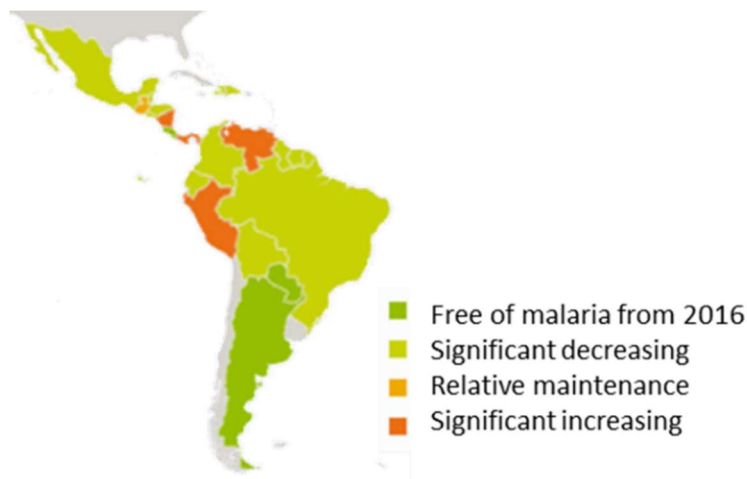 Free of malaria from 2016
Significant decreasing
Relative maintenance
Significant increasing